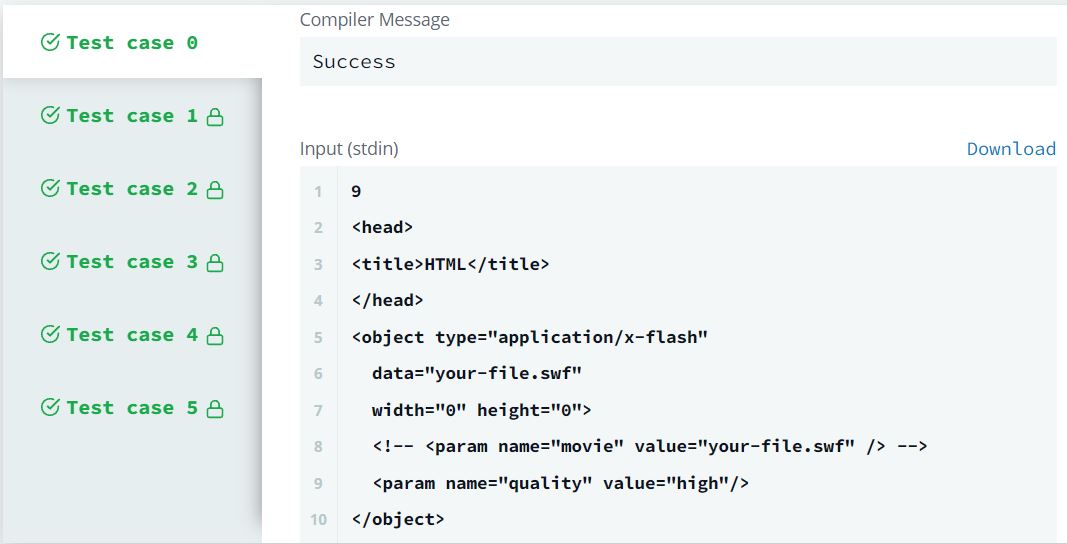 Test case 0
Test case 1
Test case 2
Test case 3
Test case 4
Test case 5
Compiler Message
Success
Input (stdin)
Download
1 9
2 <head>
3 <title>HTML</title>
4 </head>
5 <object type="application/x-flash"
6 data="your-file.swf"
7 width="0" height="0">
8 <!-- <param name="movie" value="your-file.swf" /> -->
9 <param name="quality" value="high"/>
10 </object>